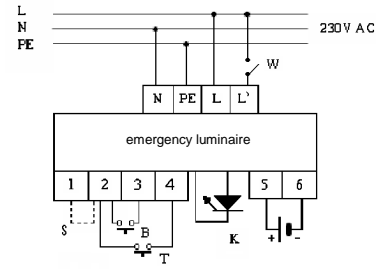 L
N
PE
230V AC
W
N PE L L`
emergency luminaire
1 2 3 4 5 6
S B K + -
T